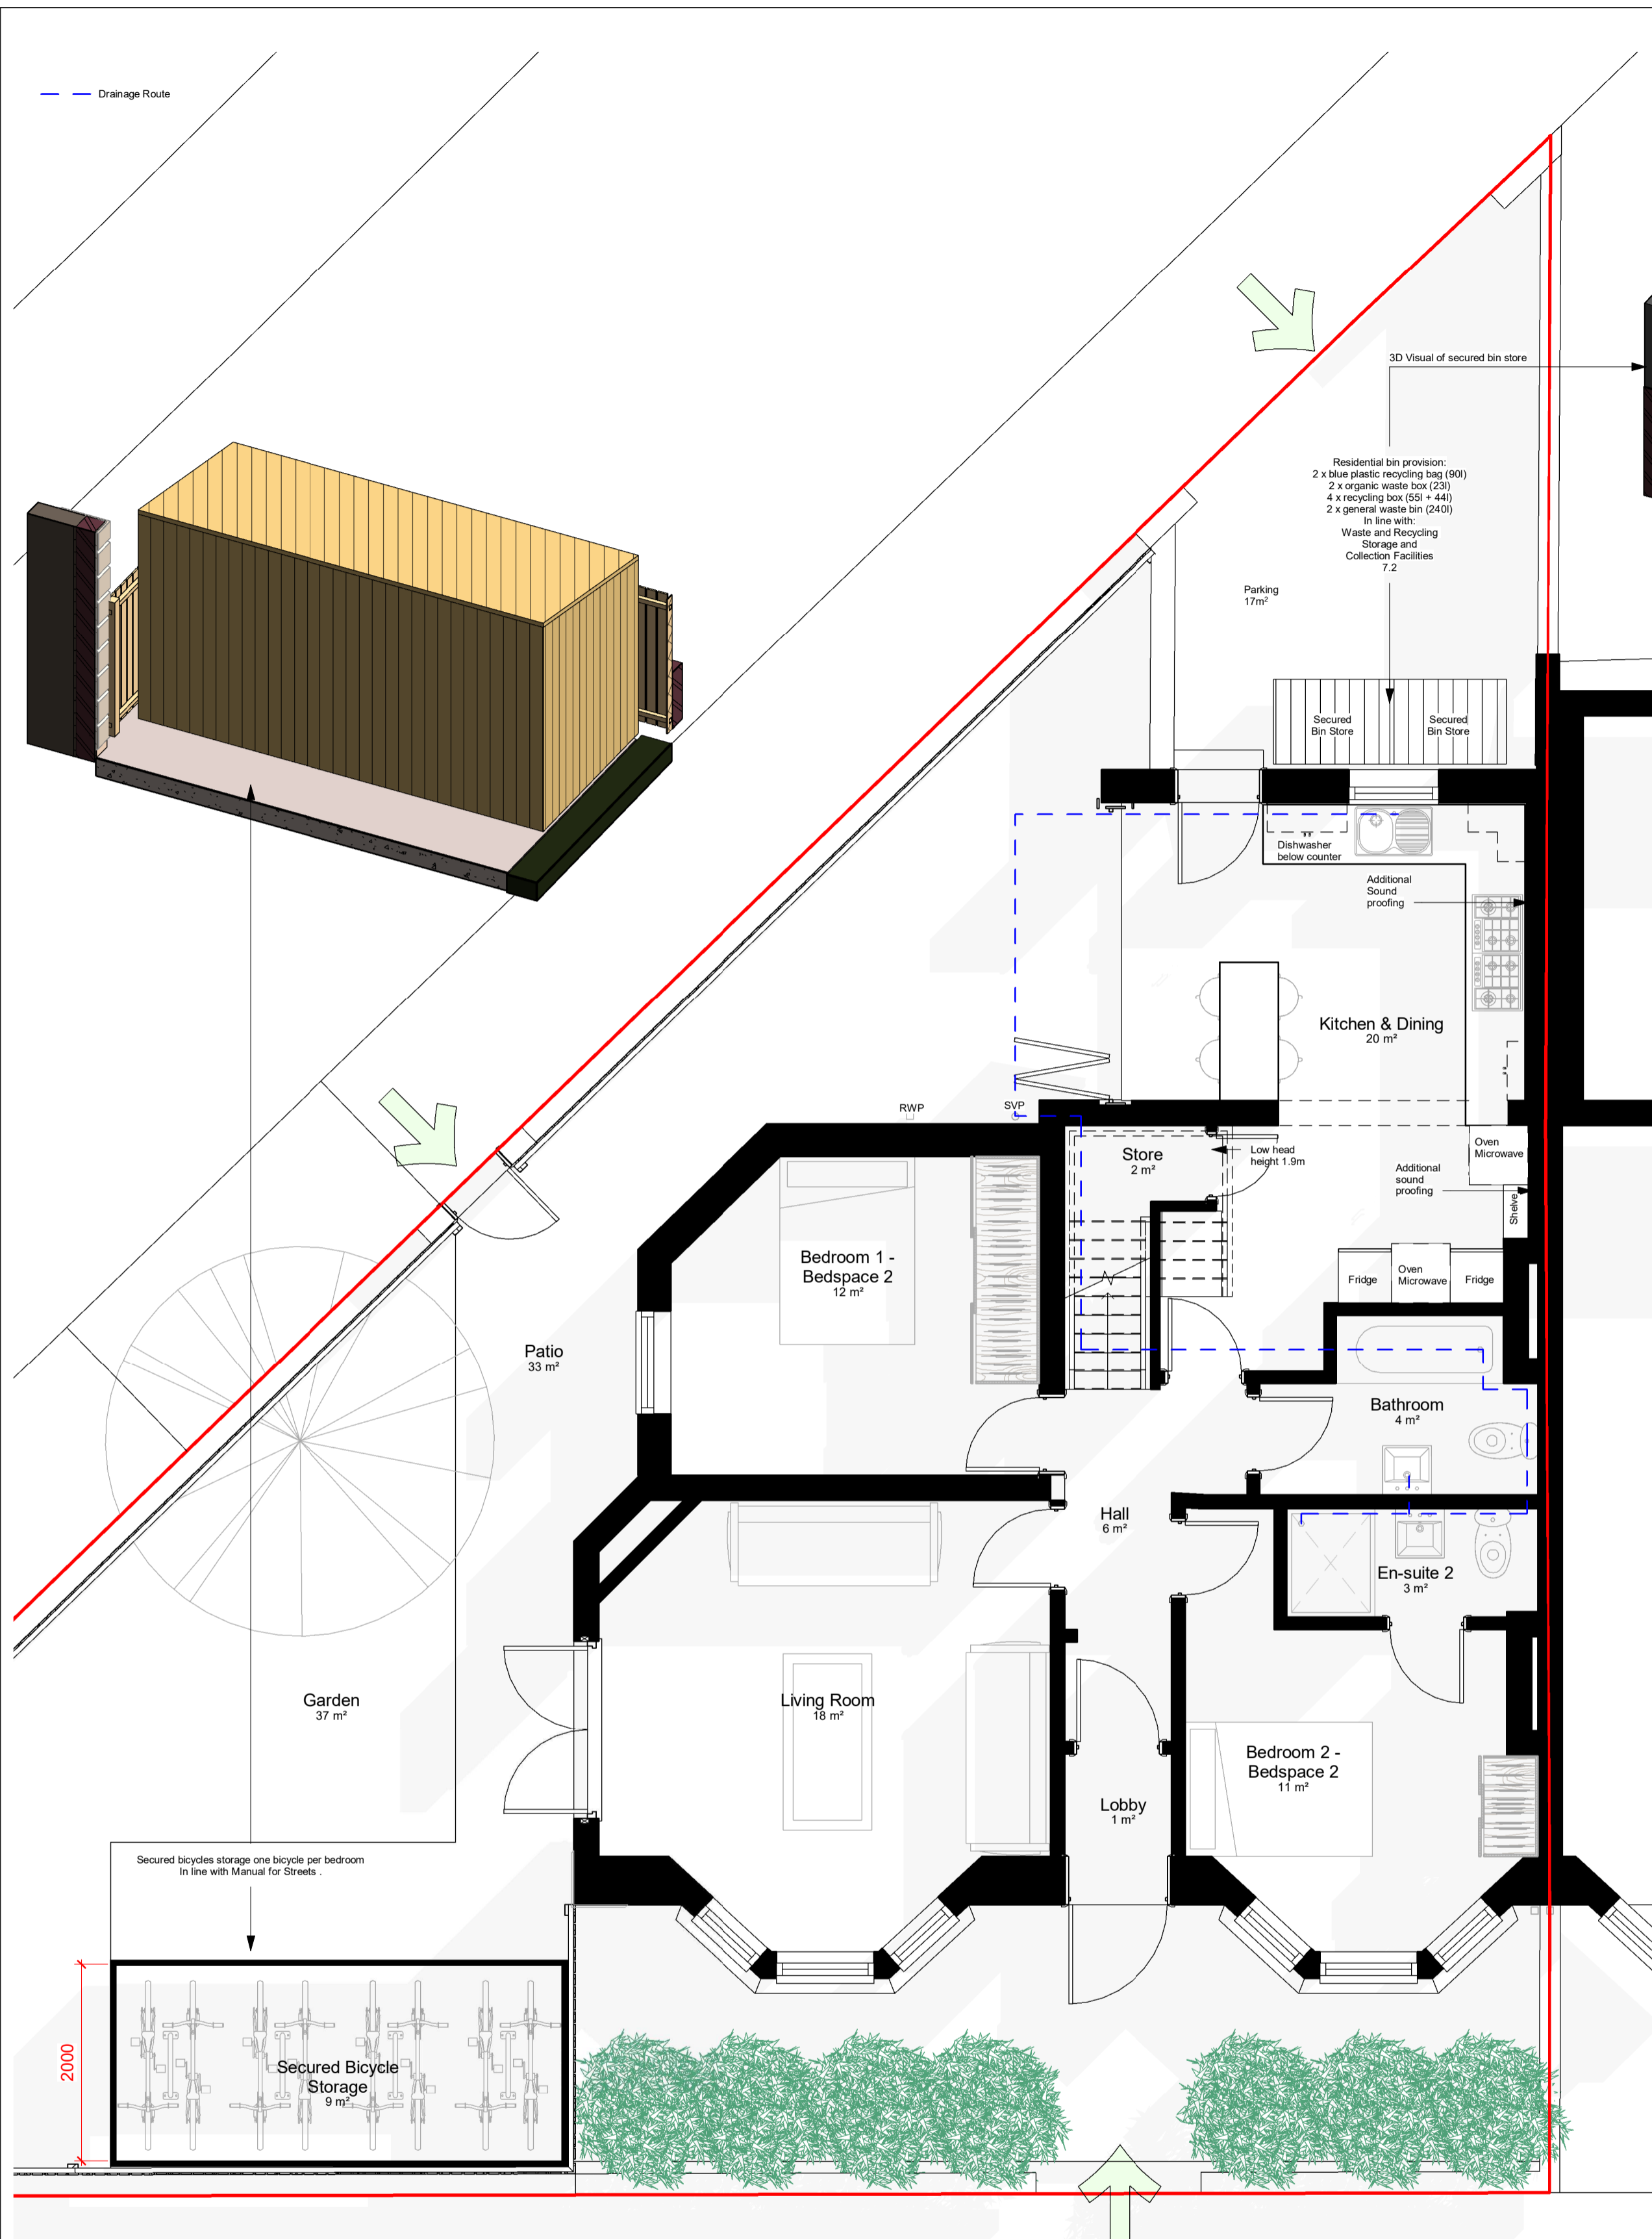 Drainage Route
3D Visual of secured bin store
Residential bin provision:
2 x blue plastic recycling bag (90l)
2 x organic waste box (23l)
4 x recycling box (55l + 44l)
2 x general waste bin (240l)
In line with:
Waste and Recycling
Storage and
Collection Facilities
7.2
Parking
17m²
Secured
Bin Store
Secured
Bin Store
Dishwasher
below counter
Additional
Sound
proofing
Kitchen & Dining
20 m²
RWP
SVP
Store
2 m²
Low head
height 1.9m
Oven
Microwave
Additional
sound
proofing
Shelve
Fridge
Oven
Microwave
Fridge
Bedroom 1 -
Bedspace 2
12 m²
Patio
33 m²
Bathroom
4 m²
Hall
6 m²
En-suite 2
3 m²
Garden
37 m²
Living Room
18 m²
Bedroom 2 -
Bedspace 2
11 m²
Lobby
1 m²
Secured bicycles storage one bicycle per bedroom
In line with Manual for Streets .
2000
Secured Bicycle
Storage
9 m²